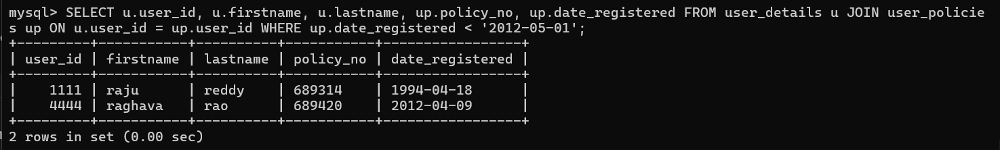 mysql> SELECT u.user_id, u.firstname, u.lastname, up.policy_no, up.date_registered FROM user_details u JOIN user_policie
s up ON u.user_id = up.user_id WHERE up.date_registered < '2012-05-01';
+---------+-----------+----------+-----------+-----------------+
| user_id | firstname | lastname | policy_no | date_registered |
+---------+-----------+----------+-----------+-----------------+
|    1111 | raju      | reddy    | 689314    | 1994-04-18      |
|    4444 | raghava   | rao      | 689420    | 2012-04-09      |
+---------+-----------+----------+-----------+-----------------+
2 rows in set (0.00 sec)